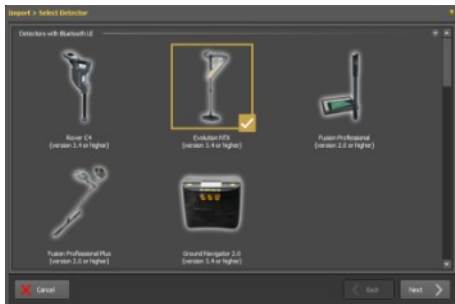 Import > Select Detector
Detectors with Bluetooth LE
Rover C4
(version 3.4 or higher)
Evolution NTX
(version 3.4 or higher)
Fusion Professional
(version 2.0 or higher)
Fusion Professional Plus
(version 2.0 or higher)
Ground Navigator 2.0
(version 3.4 or higher)
Cancel
Back
Next